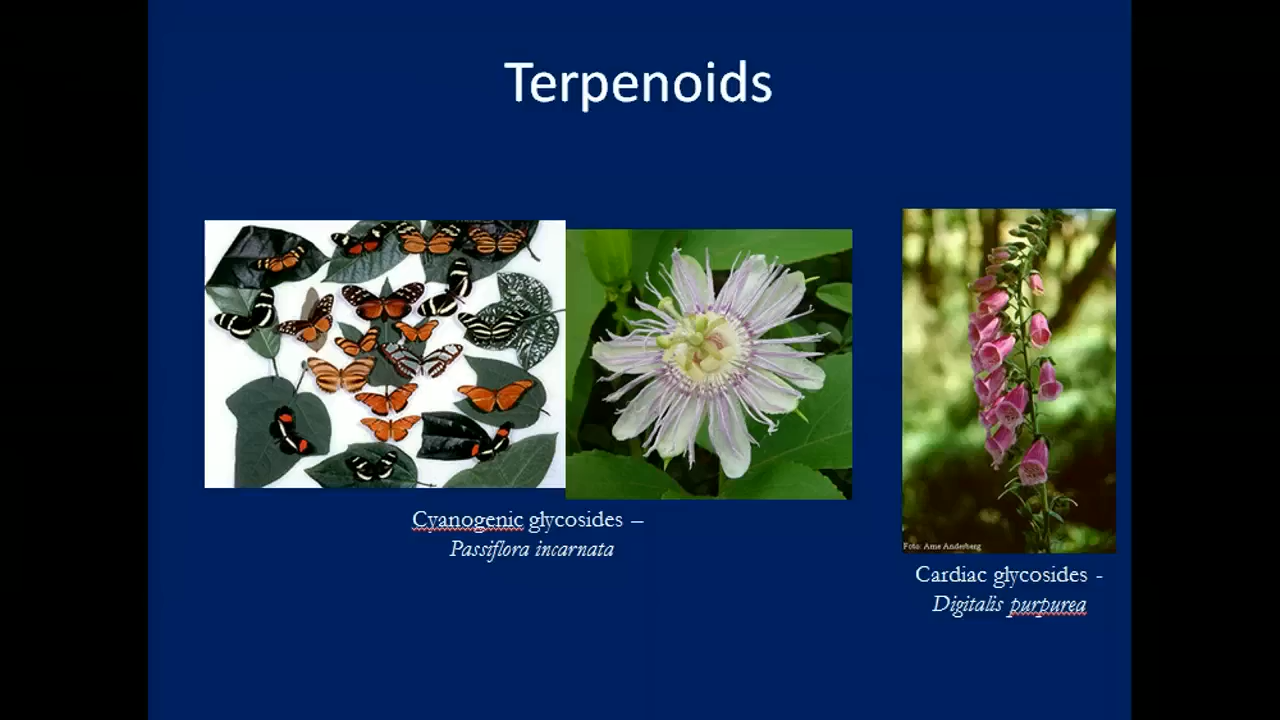 Terpenoids
Cyanogenic glycosides –
Passiflora incarnata
Foto: Arne Anderberg
Cardiac glycosides -
Digitalis purpurea